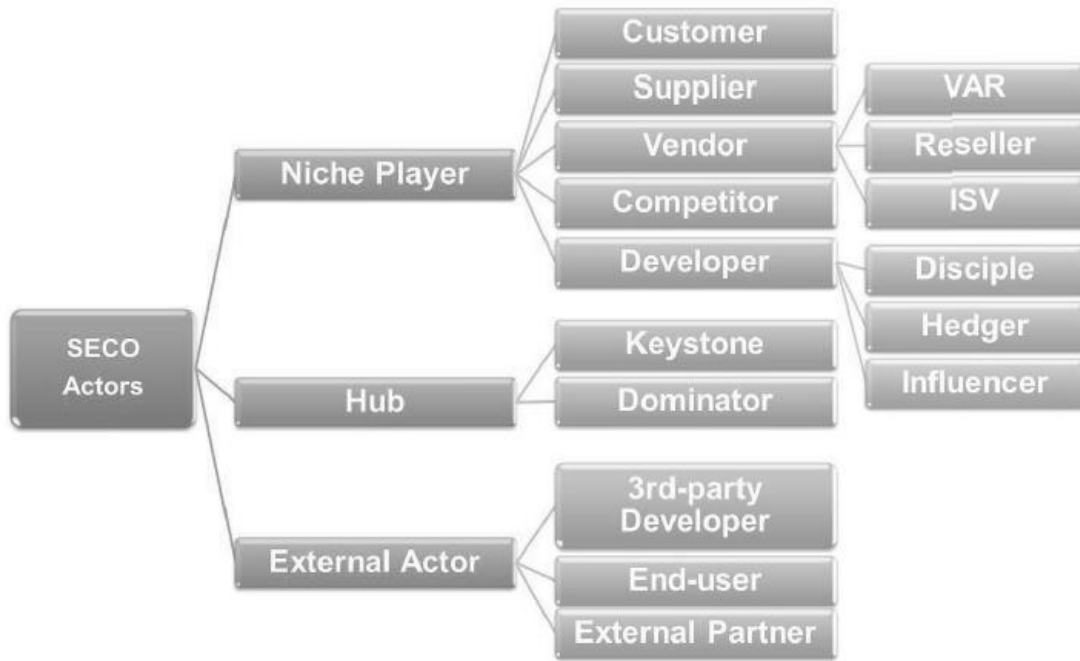 SECO
Actors
Niche Player
Customer
Supplier
Vendor
VAR
Reseller
ISV
Competitor
Developer
Disciple
Hedger
Influencer
Hub
Keystone
Dominator
External Actor
3rd-party
Developer
End-user
External Partner